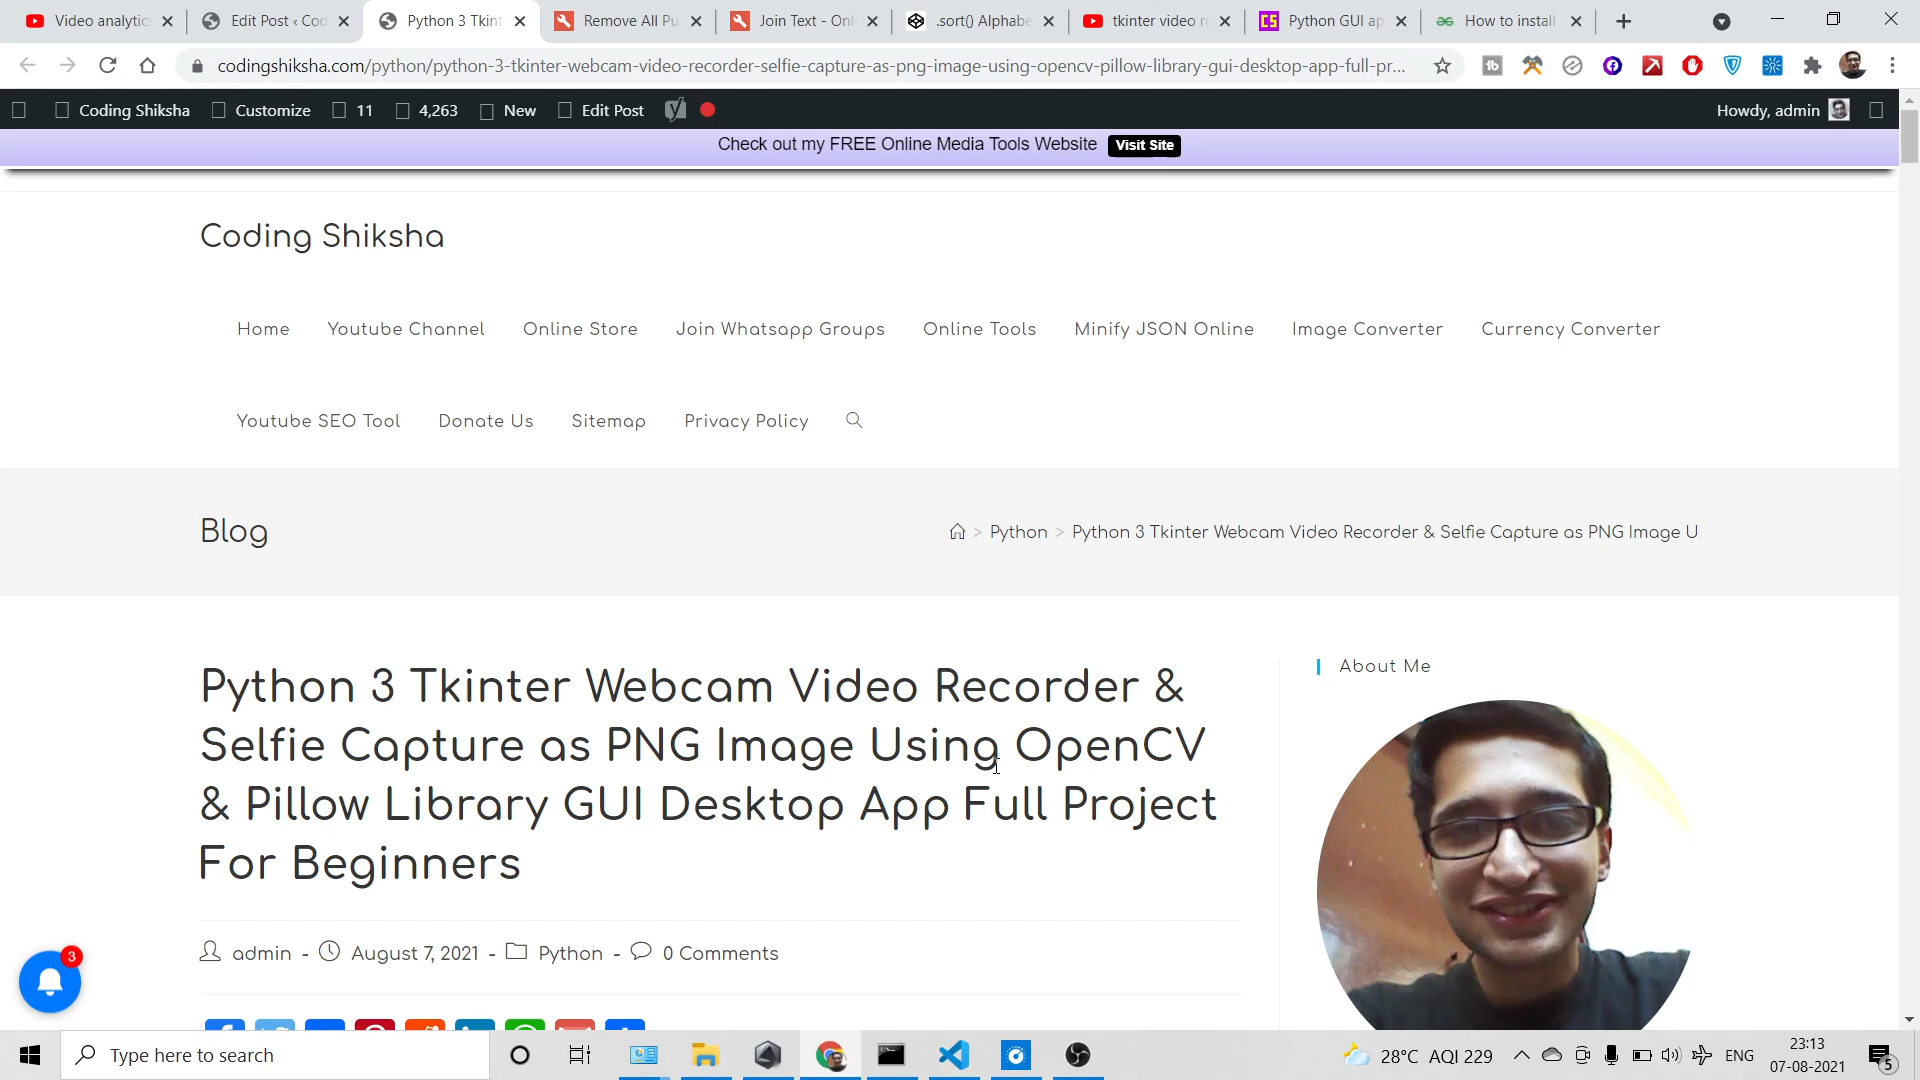 Video analytic
Edit Post ‹ Cod
Python 3 Tkint
Remove All Pu
Join Text - Onl
.sort() Alphabe
tkinter video r
CS
Python GUI ap
How to install
codingshiksha.com/python/python-3-tkinter-webcam-video-recorder-selfie-capture-as-png-image-using-opencv-pillow-library-gui-desktop-app-full-pr...
Coding Shiksha
Customize
11
4,263
New
Edit Post
Howdy, admin
Check out my FREE Online Media Tools Website Visit Site
Coding Shiksha
Home
Youtube Channel
Online Store
Join Whatsapp Groups
Online Tools
Minify JSON Online
Image Converter
Currency Converter
Youtube SEO Tool
Donate Us
Sitemap
Privacy Policy
Blog
> Python > Python 3 Tkinter Webcam Video Recorder & Selfie Capture as PNG Image U
Python 3 Tkinter Webcam Video Recorder &
Selfie Capture as PNG Image Using OpenCV
& Pillow Library GUI Desktop App Full Project
For Beginners
About Me
admin - August 7, 2021 - Python - 0 Comments
3
Type here to search
28°C AQI 229
ENG
23:13
07-08-2021
5